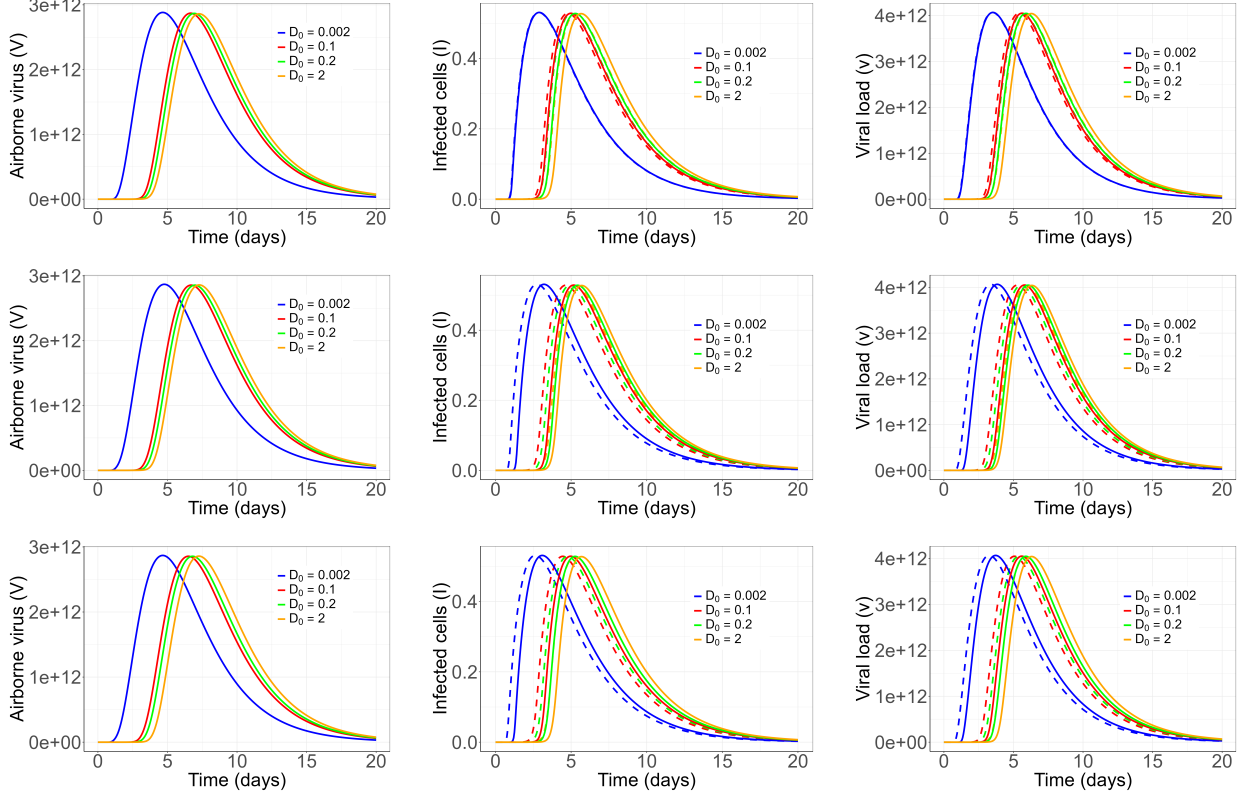 3e+12
2e+12
1e+12
0e+00
Airborne virus (V)
D₀ = 0.002
D₀ = 0.1
D₀ = 0.2
D₀ = 2
0 5 10 15 20
Time (days)
0.4
0.2
0.0
Infected cells (I)
D₀ = 0.002
D₀ = 0.1
D₀ = 0.2
D₀ = 2
0 5 10 15 20
Time (days)
4e+12
3e+12
2e+12
1e+12
0e+00
Viral load (v)
D₀ = 0.002
D₀ = 0.1
D₀ = 0.2
D₀ = 2
0 5 10 15 20
Time (days)
3e+12
2e+12
1e+12
0e+00
Airborne virus (V)
D₀ = 0.002
D₀ = 0.1
D₀ = 0.2
D₀ = 2
0 5 10 15 20
Time (days)
0.4
0.2
0.0
Infected cells (I)
D₀ = 0.002
D₀ = 0.1
D₀ = 0.2
D₀ = 2
0 5 10 15 20
Time (days)
4e+12
3e+12
2e+12
1e+12
0e+00
Viral load (v)
D₀ = 0.002
D₀ = 0.1
D₀ = 0.2
D₀ = 2
0 5 10 15 20
Time (days)
3e+12
2e+12
1e+12
0e+00
Airborne virus (V)
D₀ = 0.002
D₀ = 0.1
D₀ = 0.2
D₀ = 2
0 5 10 15 20
Time (days)
0.4
0.2
0.0
Infected cells (I)
D₀ = 0.002
D₀ = 0.1
D₀ = 0.2
D₀ = 2
0 5 10 15 20
Time (days)
4e+12
3e+12
2e+12
1e+12
0e+00
Viral load (v)
D₀ = 0.002
D₀ = 0.1
D₀ = 0.2
D₀ = 2
0 5 10 15 20
Time (days)